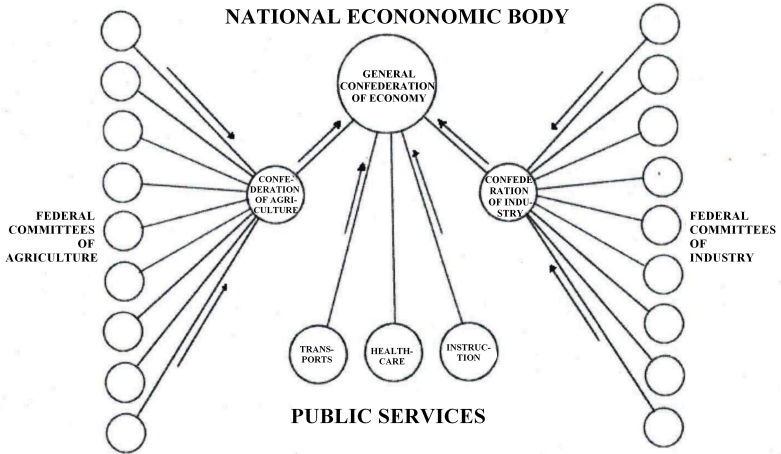 NATIONAL ECONONOMIC BODY
GENERAL
CONFEDERATION
OF ECONOMY
CONFE-
DERATION
OF AGRI-
CULTURE
CONFEDE
RATION
OF INDU-
STRY
FEDERAL
COMMITTEES
OF
AGRICULTURE
FEDERAL
COMMITTEES
OF
INDUSTRY
TRANS-
PORTS
HEALTH-
CARE
INSTRUC-
TION
PUBLIC SERVICES